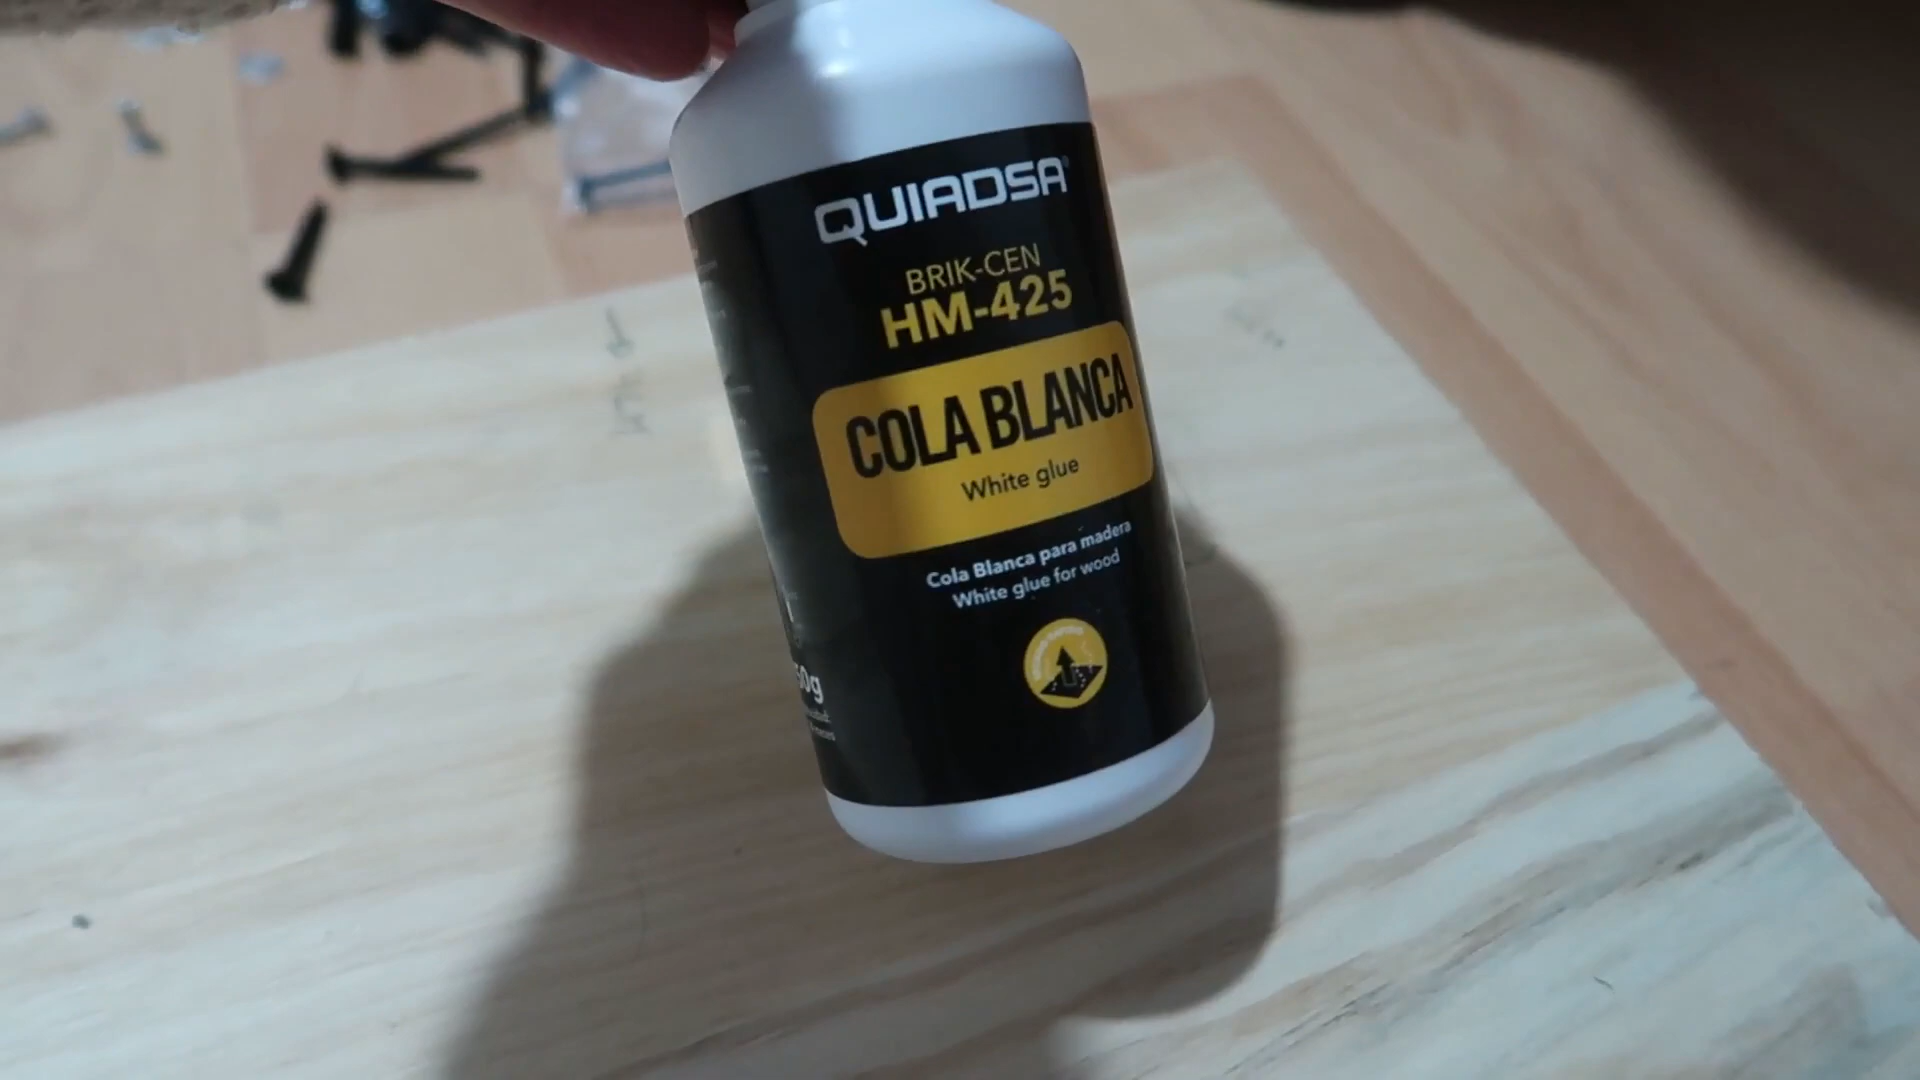 QUIADSA®
BRIK-CEN
HM-425
COLA BLANCA
White glue
Cola Blanca para madera
White glue for wood